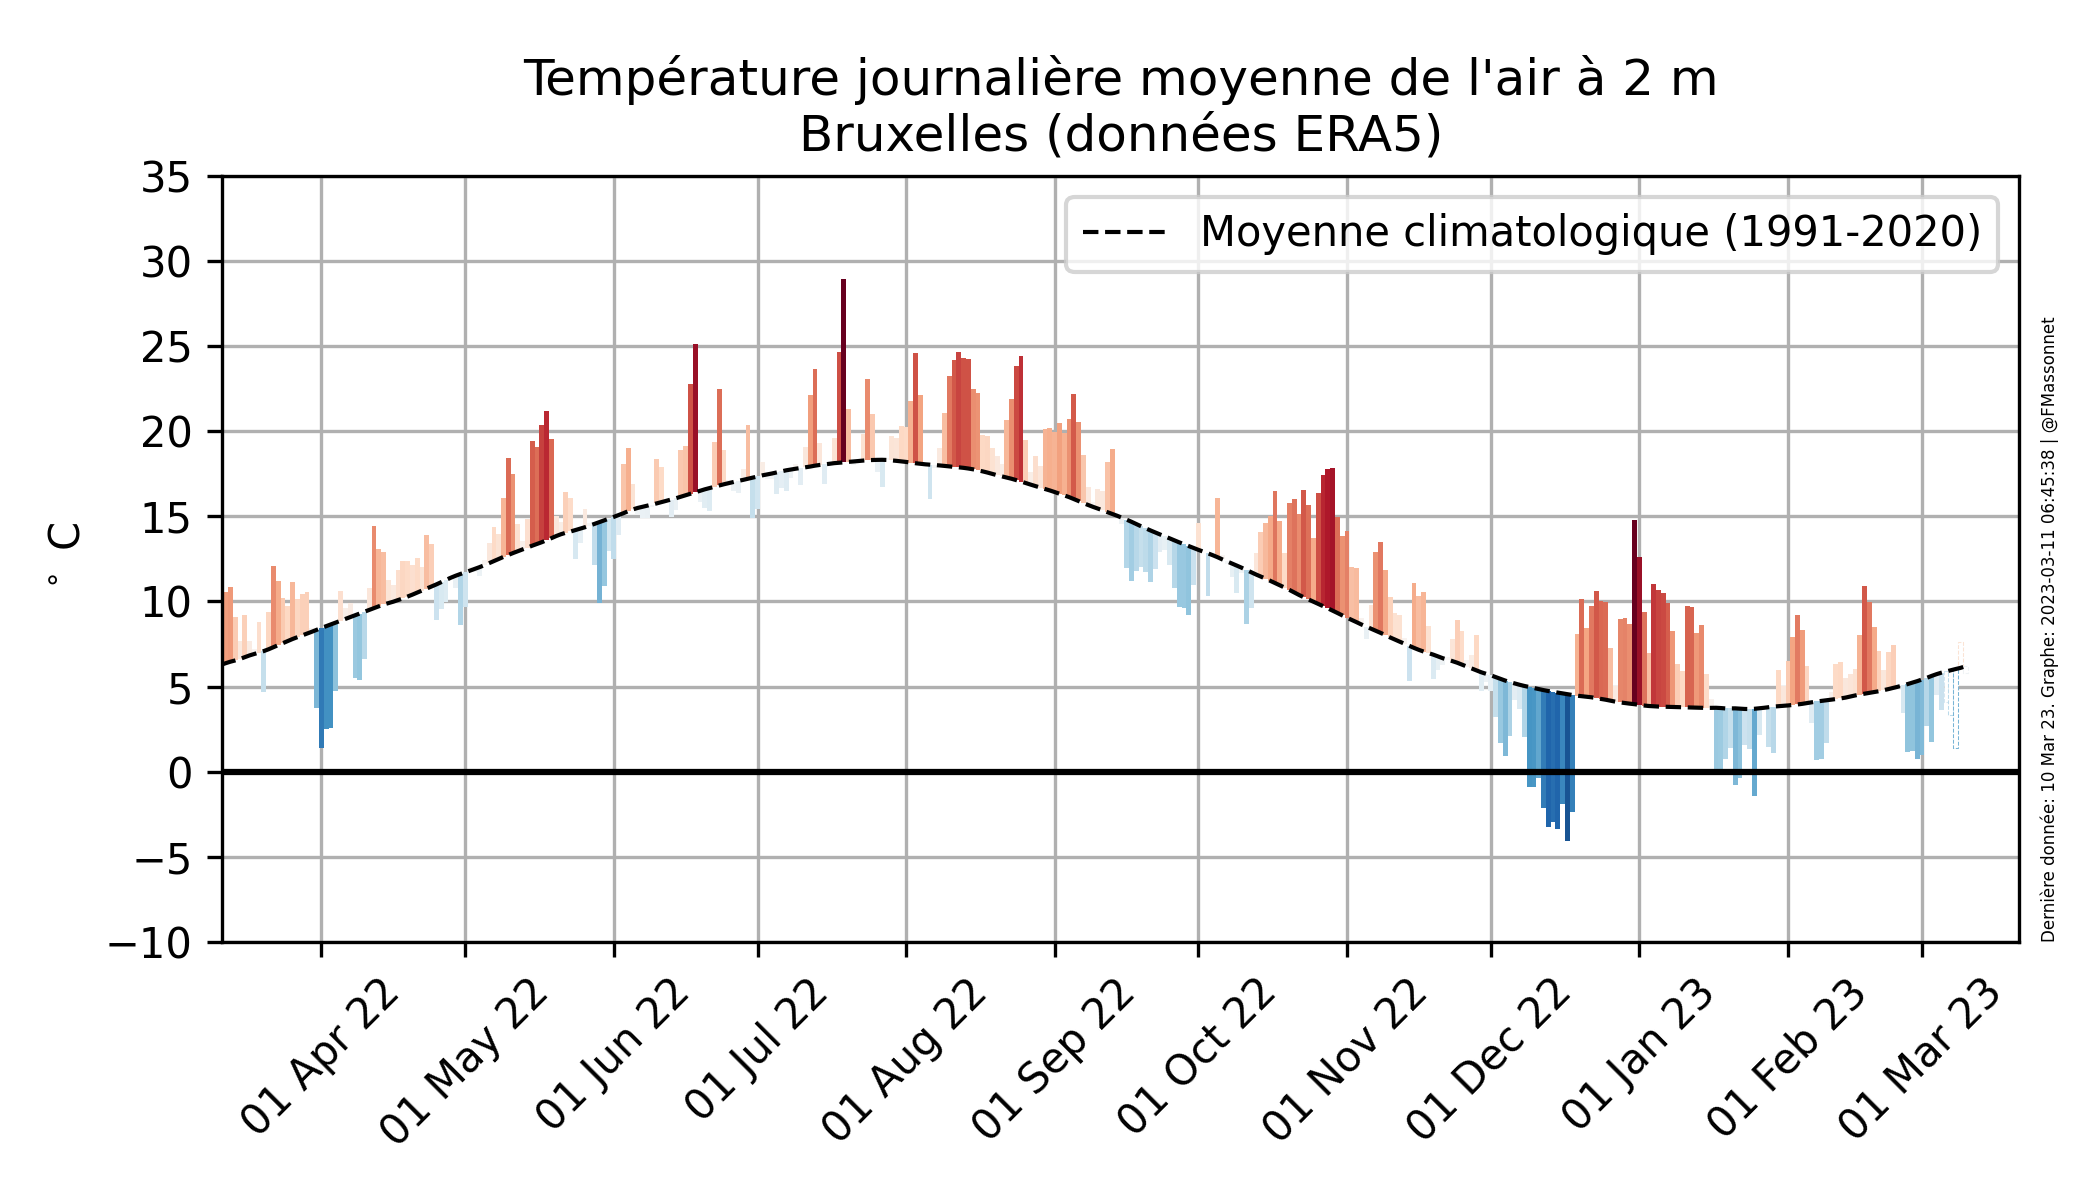 Température journalière moyenne de l'air à 2 m
Bruxelles (données ERA5)
Moyenne climatologique (1991-2020)
35
30
25
20
15
10
5
0
−5
−10
° C
01 Apr 22
01 May 22
01 Jun 22
01 Jul 22
01 Aug 22
01 Sep 22
01 Oct 22
01 Nov 22
01 Dec 22
01 Jan 23
01 Feb 23
01 Mar 23
Dernière donnée: 10 Mar 23. Graphe: 2023-03-11 06:45:38 | @FMassonnet